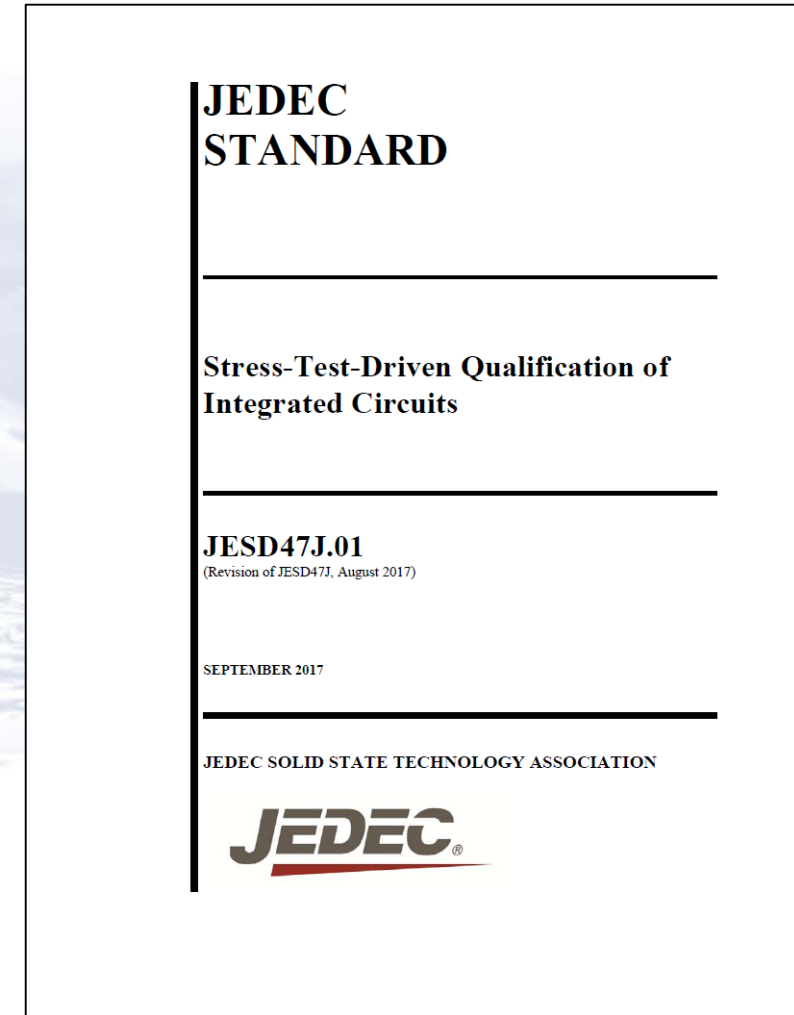 JEDEC
STANDARD
Stress-Test-Driven Qualification of
Integrated Circuits
JESD47J.01
(Revision of JESD47J, August 2017)
SEPTEMBER 2017
JEDEC SOLID STATE TECHNOLOGY ASSOCIATION
JEDEC®